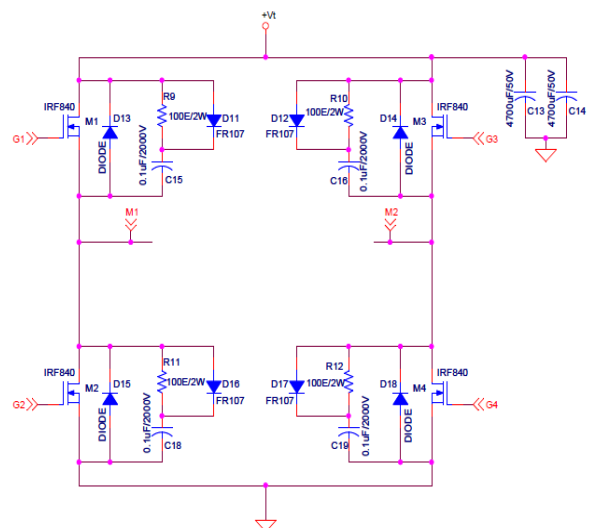 +Vt
IRF840
M1
G1
D13
DIODE
R9
100E/2W
D11
FR107
0.1uF/2000V
C15
R10
100E/2W
D12
FR107
0.1uF/2000V
C16
D14
DIODE
IRF840
M3
G3
4700uF/50V
C13
4700uF/50V
C14
M1
M2
IRF840
M2
G2
D15
DIODE
R11
100E/2W
D16
FR107
0.1uF/2000V
C18
R12
100E/2W
D17
FR107
0.1uF/2000V
C19
D18
DIODE
IRF840
M4
G4